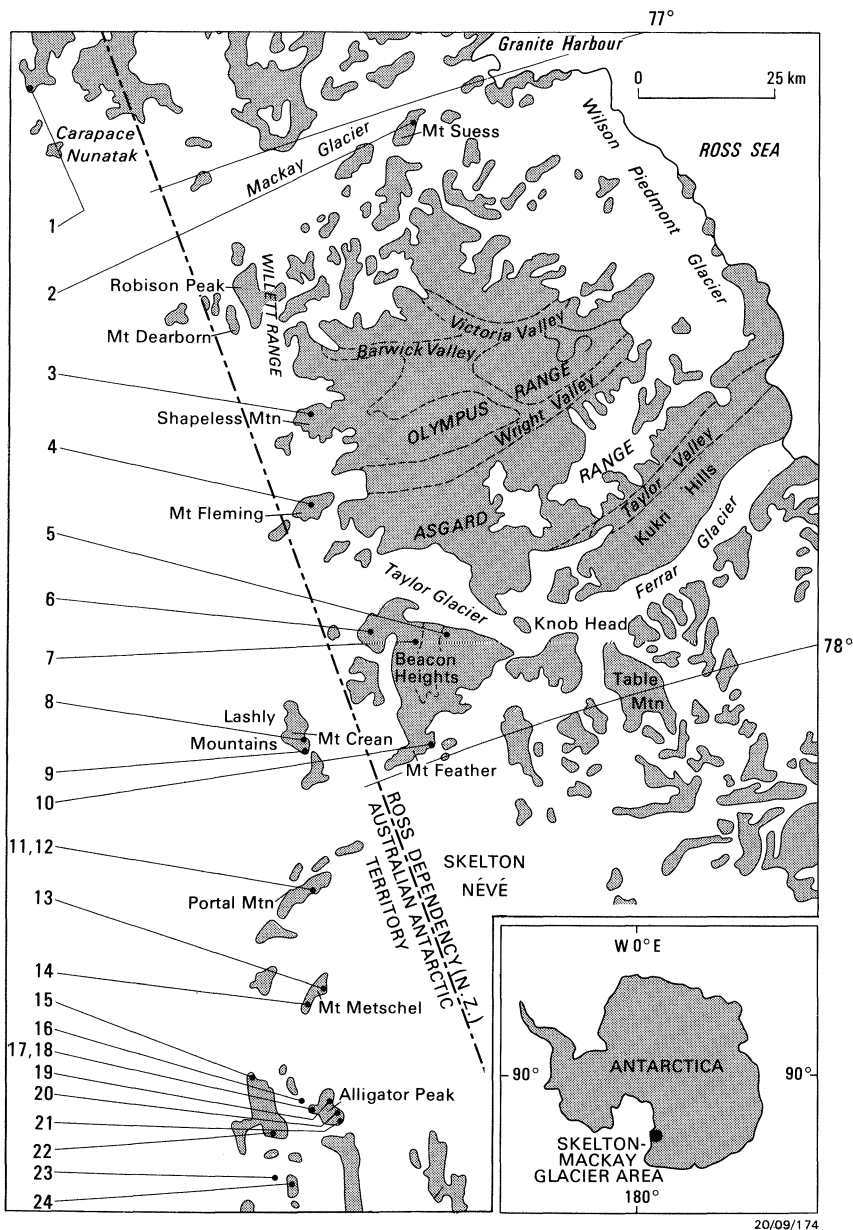 77°
Granite Harbour
0 25 km
Wilson Piedmont Glacier
ROSS SEA
Carapace
Nunatak
Mackay Glacier
Mt Suess
1
2
Robison Peak
WILLETT RANGE
Mt Dearborn
Victoria Valley
Barwick Valley
3
Shapeless Mtn
OLYMPUS RANGE
Wright Valley
4
Mt Fleming
ASGARD RANGE
Taylor Valley
Kukri Hills
5
Taylor Glacier
Ferrar Glacier
6
7
Knob Head
78°
Beacon
Heights
Table
Mtn
8
Lashly
Mountains
Mt Crean
9
10
Mt Feather
ROSS DEPENDENCY (N.Z.)
AUSTRALIAN ANTARCTIC
TERRITORY
11,12
SKELTON
NÉVÉ
Portal Mtn
13
14
Mt Metschel
15
16
17,18
19
20
Alligator Peak
21
22
23
24
W 0° E
ANTARCTICA
90°
90°
SKELTON-
MACKAY
GLACIER AREA
180°
20/09/174